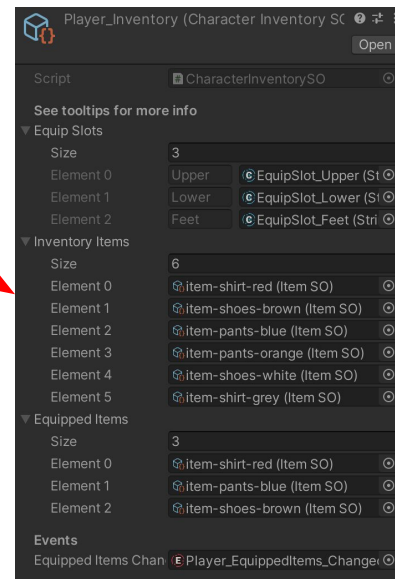 Player_Inventory (Character Inventory SC
Open
Script CharacterInventorySO
See tooltips for more info
Equip Slots
Size 3
Element 0 Upper EquipSlot_Upper (St
Element 1 Lower EquipSlot_Lower (St
Element 2 Feet EquipSlot_Feet (Stri
Inventory Items
Size 6
Element 0 item-shirt-red (Item SO)
Element 1 item-shoes-brown (Item SO)
Element 2 item-pants-blue (Item SO)
Element 3 item-pants-orange (Item SO)
Element 4 item-shoes-white (Item SO)
Element 5 item-shirt-grey (Item SO)
Equipped Items
Size 3
Element 0 item-shirt-red (Item SO)
Element 1 item-pants-blue (Item SO)
Element 2 item-shoes-brown (Item SO)
Events
Equipped Items Chan Player_EquippedItems_Change